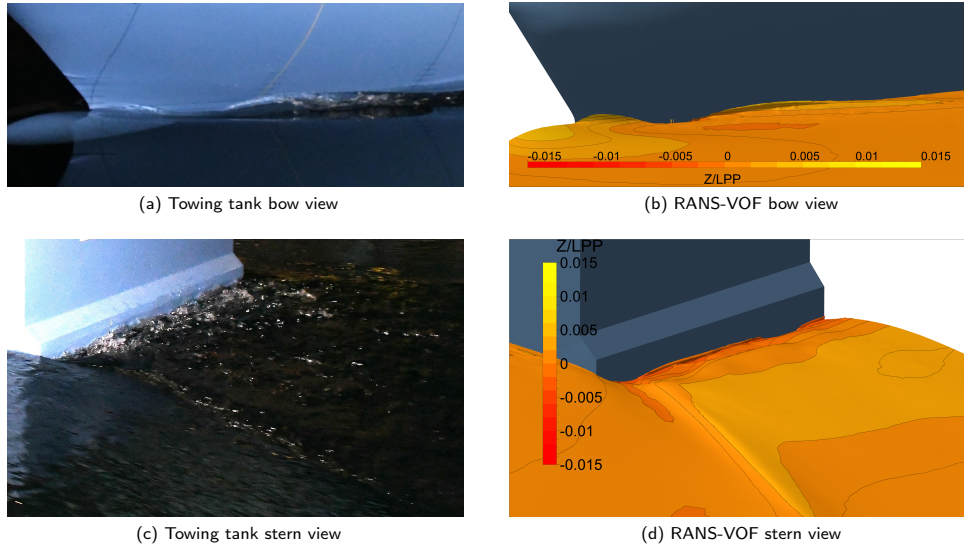 -0.015
-0.01
-0.005
0
0.005
0.01
0.015
Z/LPP
(a) Towing tank bow view
(b) RANS-VOF bow view
Z/LPP
0.015
0.01
0.005
0
-0.005
-0.01
-0.015
(c) Towing tank stern view
(d) RANS-VOF stern view